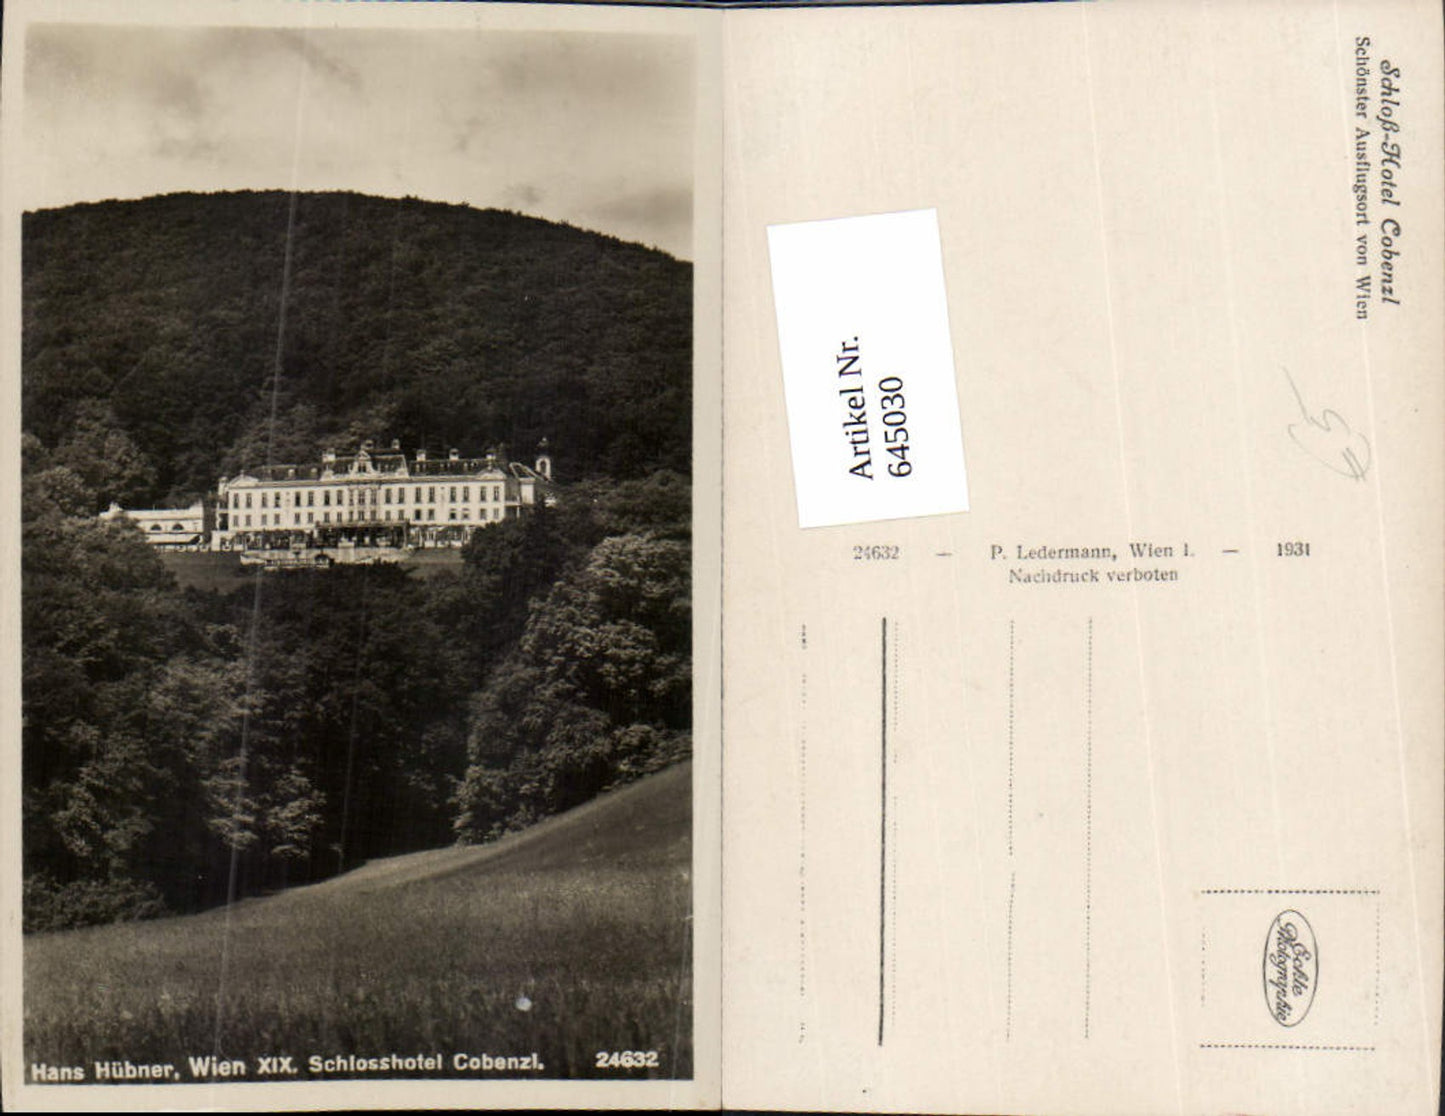 Hans Hübner, Wien XIX. Schlosshotel Cobenzl. 24632
Schloß-Hotel Cobenzl
Schönster Ausflugsort von Wien
Artikel Nr.
645030
24632 — P. Ledermann, Wien I. — 1931
Nachdruck verboten
Echte
Photographie